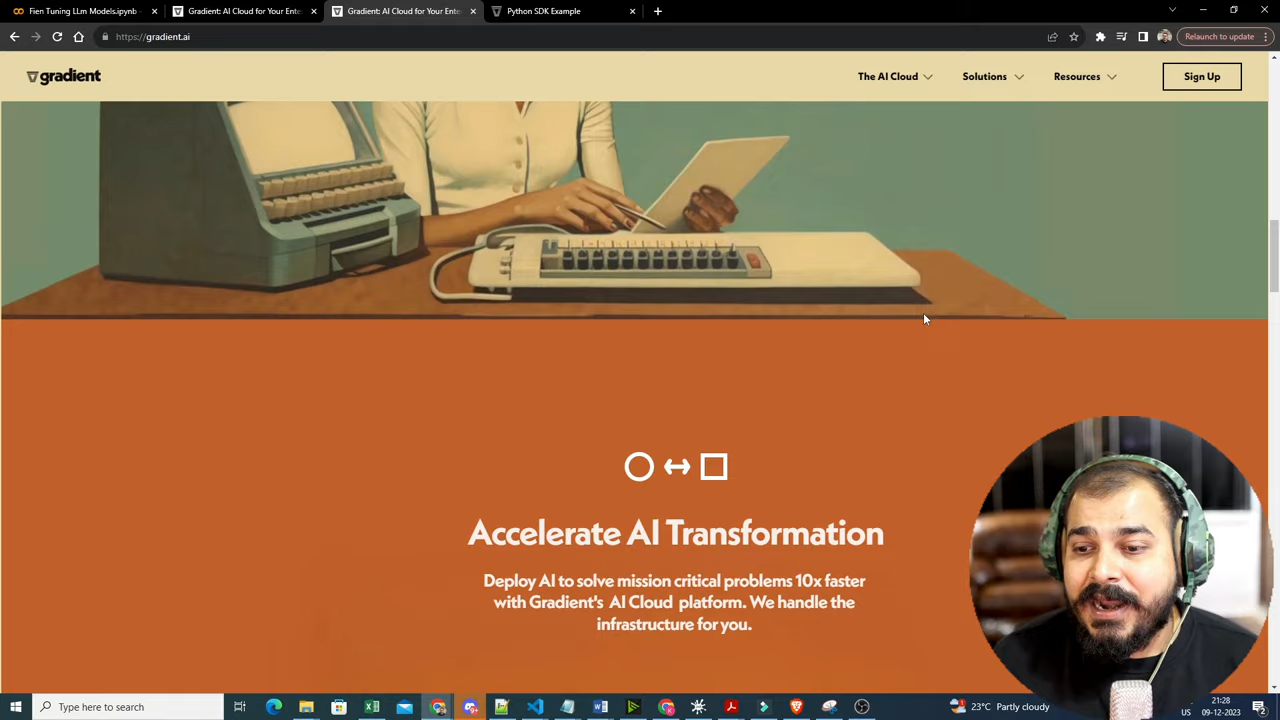 Fien Tuning LLm Models.ipynb -
Gradient: AI Cloud for Your Ente
Gradient: AI Cloud for Your Ente
Python SDK Example
https://gradient.ai
Relaunch to update
gradient
The AI Cloud
Solutions
Resources
Sign Up
Accelerate AI Transformation
Deploy AI to solve mission critical problems 10x faster
with Gradient's AI Cloud platform. We handle the
infrastructure for you.
Type here to search
23°C Partly cloudy
US
21:28
09-12-2023